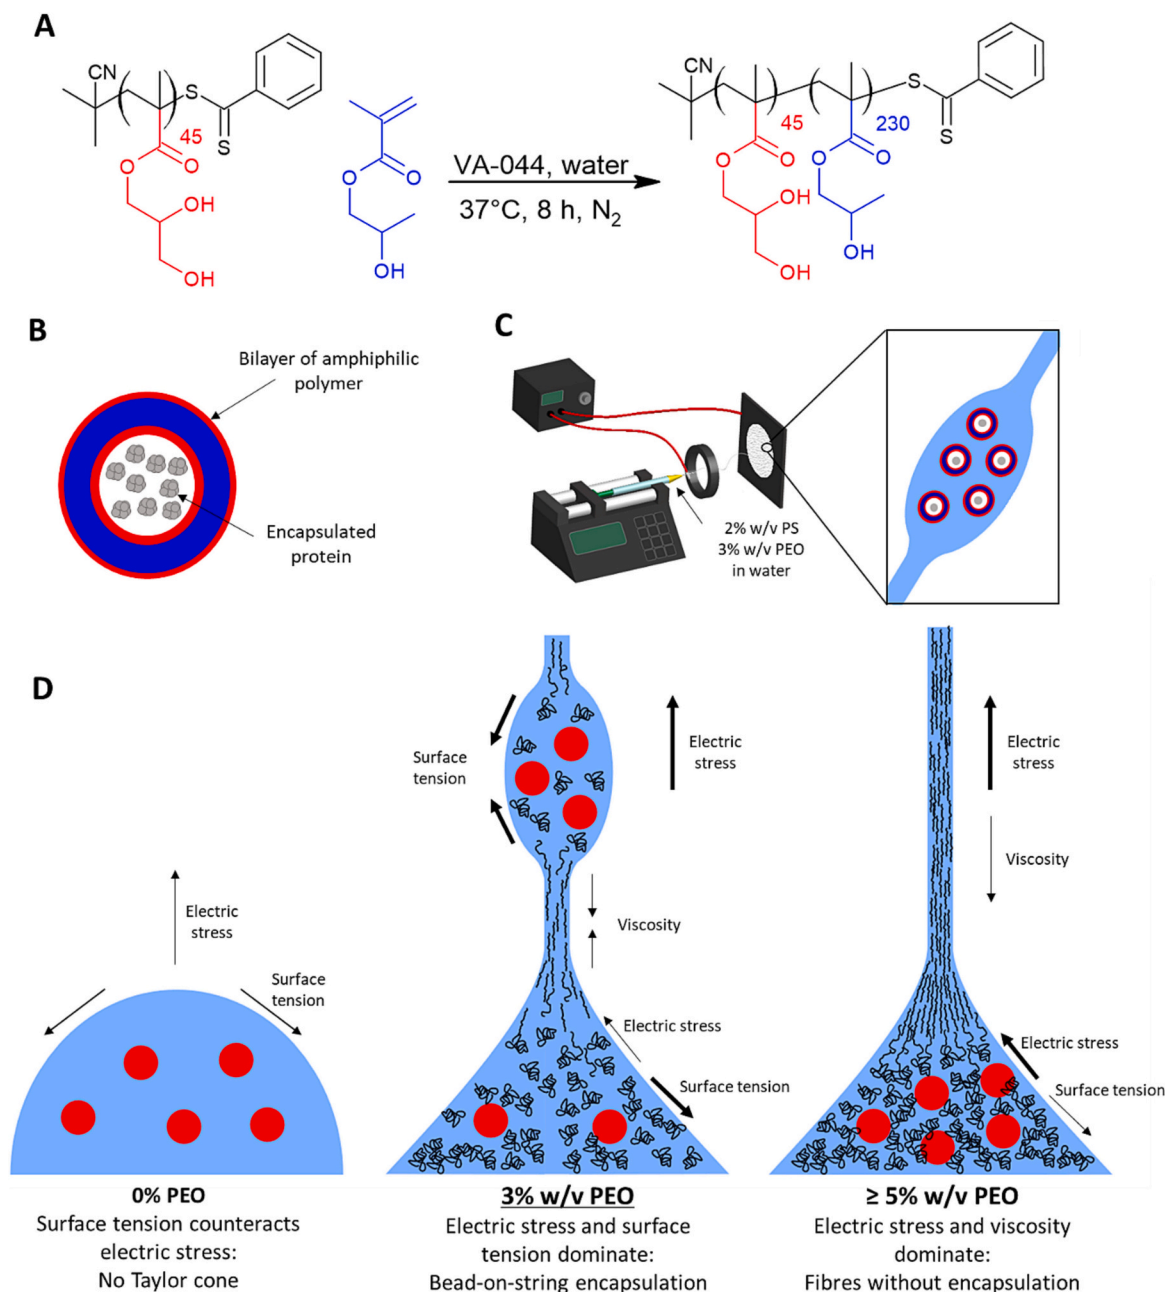 A
CN
S
S
45
O
O
OH
OH
O
O
OH
VA-044, water
37°C, 8 h, N2
CN
S
S
45
230
O
O
O
O
OH
OH
OH
B
Bilayer of amphiphilic
polymer
Encapsulated
protein
C
2% w/v PS
3% w/v PEO
in water
D
Electric
stress
Surface
tension
0% PEO
Surface tension counteracts
electric stress:
No Taylor cone
Surface
tension
Electric
stress
Viscosity
Electric stress
Surface tension
3% w/v PEO
Electric stress and surface
tension dominate:
Bead-on-string encapsulation
Electric
stress
Viscosity
Electric stress
Surface tension
≥ 5% w/v PEO
Electric stress and viscosity
dominate:
Fibres without encapsulation